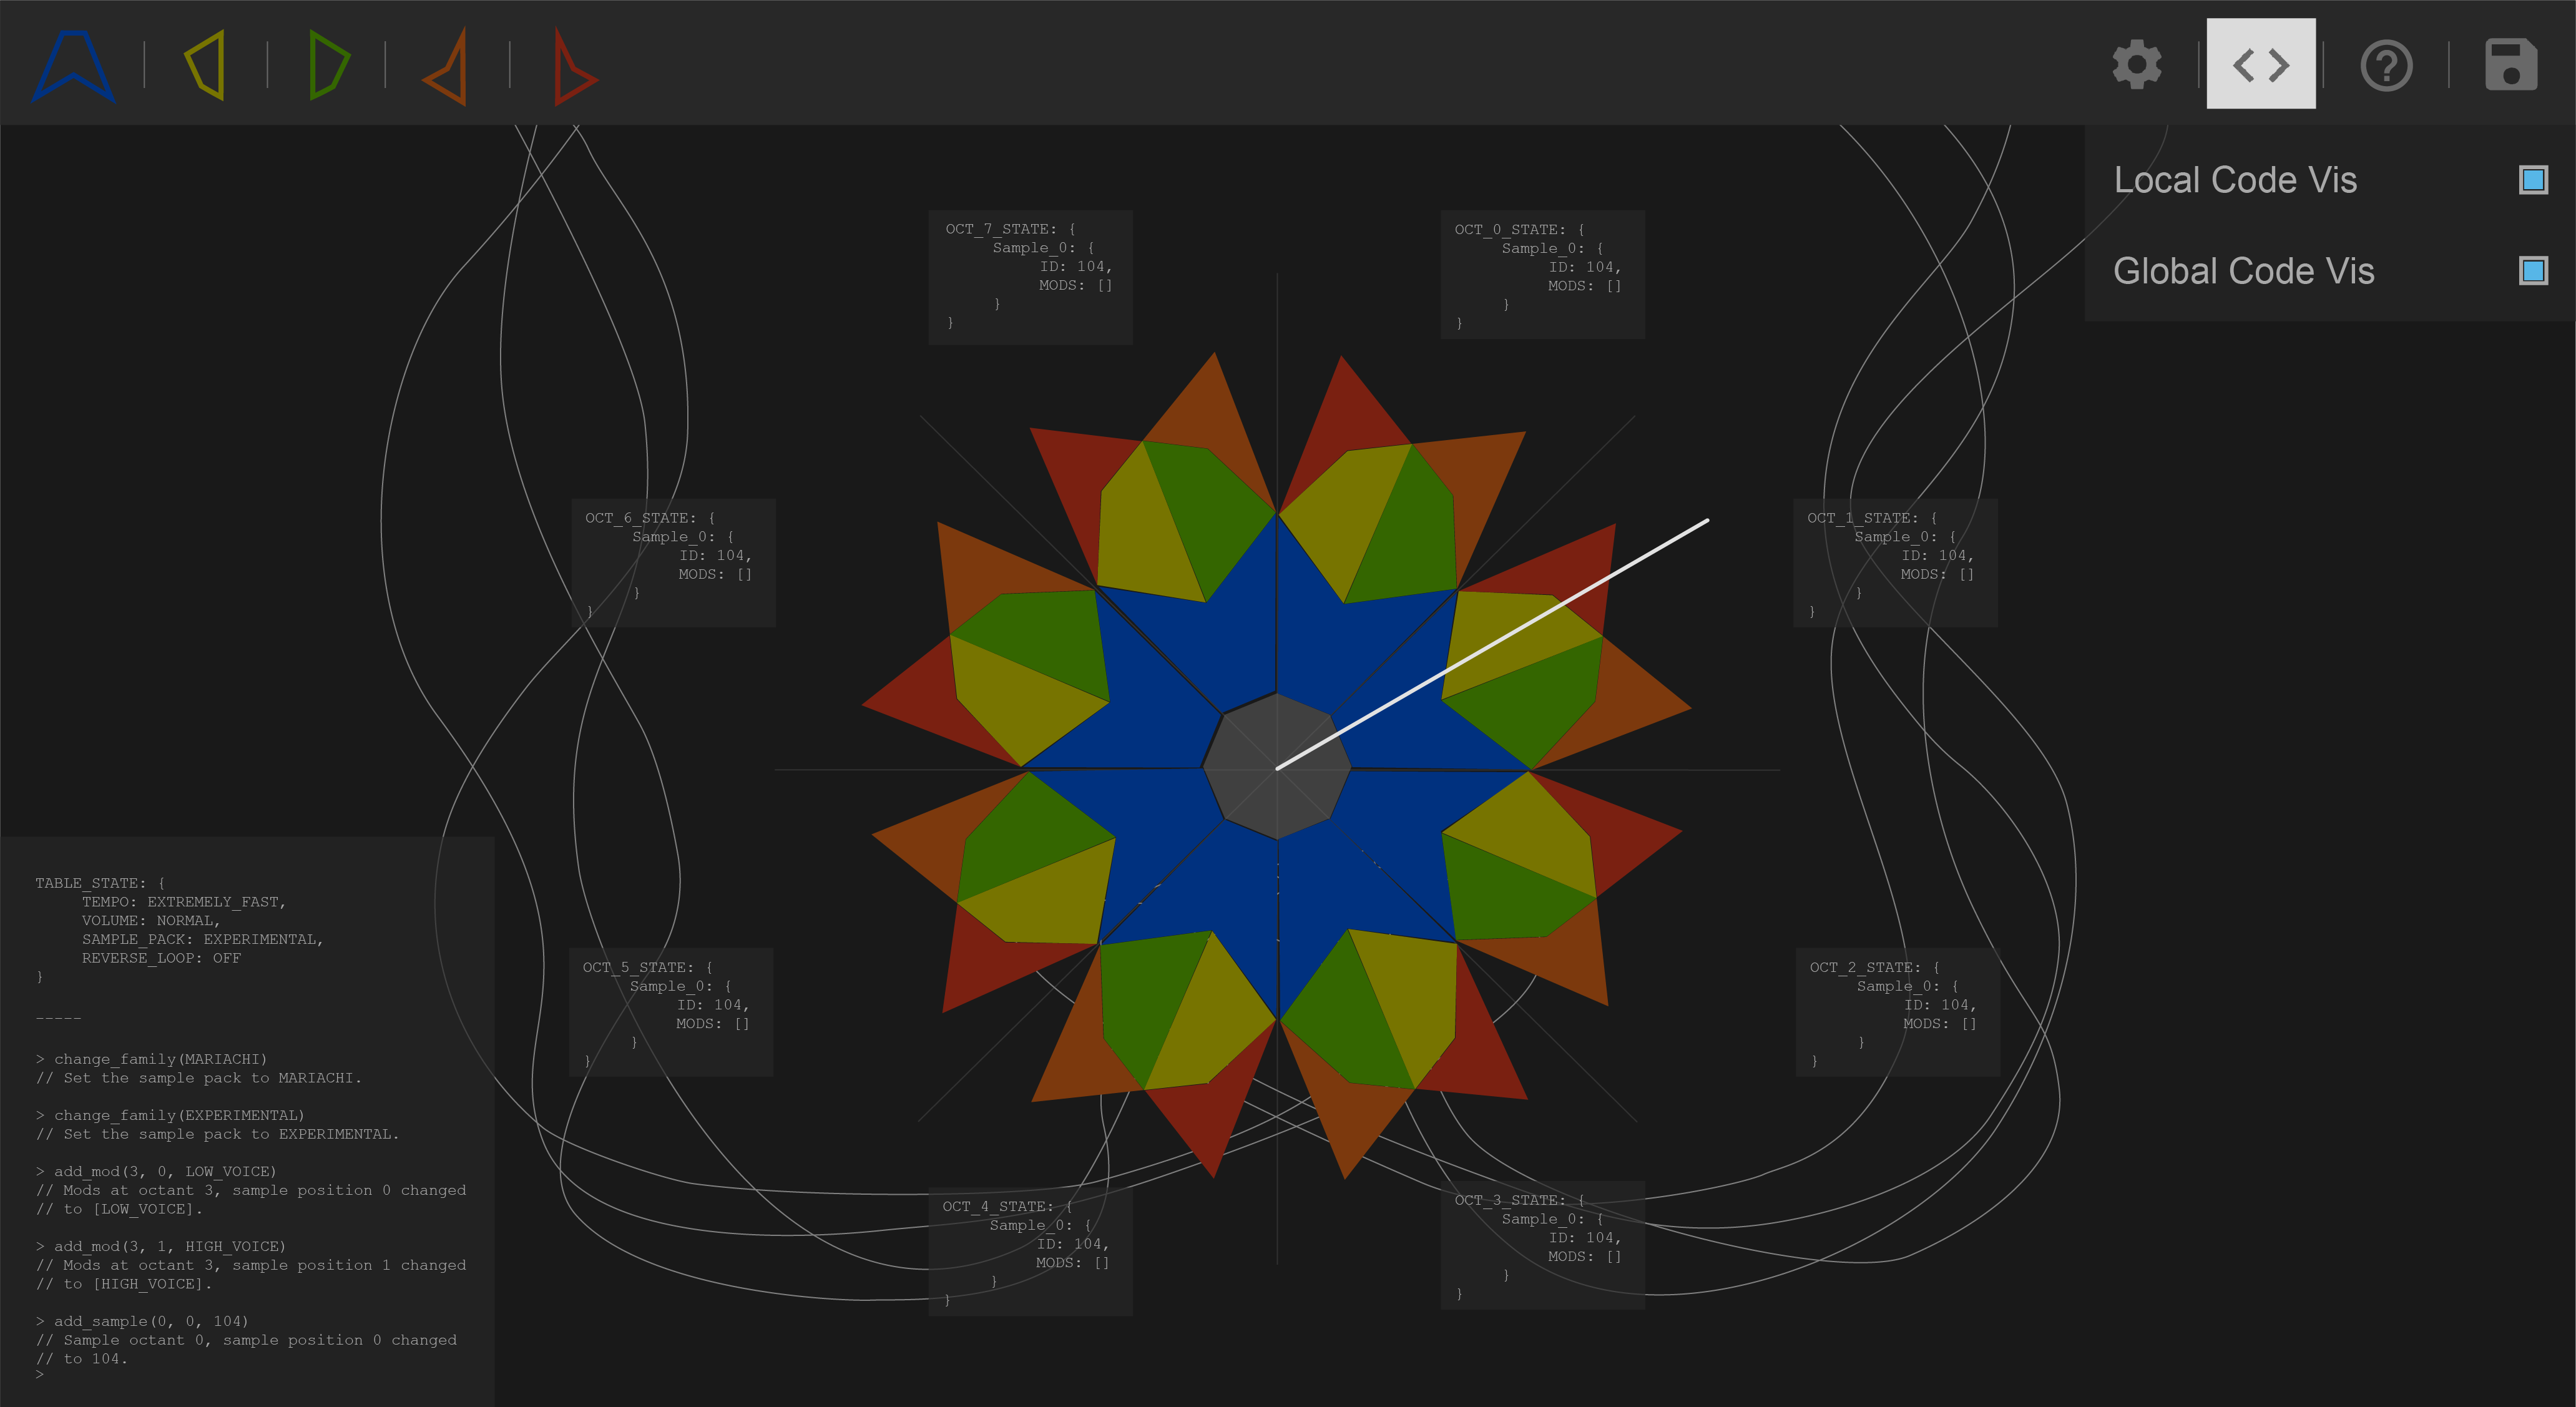 Local Code Vis
Global Code Vis
OCT_7_STATE: {
Sample_0: {
ID: 104,
MODS: []
}
}
OCT_0_STATE: {
Sample_0: {
ID: 104,
MODS: []
}
}
OCT_6_STATE: {
Sample_0: {
ID: 104,
MODS: []
}
}
OCT_1_STATE: {
Sample_0: {
ID: 104,
MODS: []
}
}
OCT_5_STATE: {
Sample_0: {
ID: 104,
MODS: []
}
}
OCT_2_STATE: {
Sample_0: {
ID: 104,
MODS: []
}
}
OCT_4_STATE: {
Sample_0: {
ID: 104,
MODS: []
}
}
OCT_3_STATE: {
Sample_0: {
ID: 104,
MODS: []
}
}
TABLE_STATE: {
TEMPO: EXTREMELY_FAST,
VOLUME: NORMAL,
SAMPLE_PACK: EXPERIMENTAL,
REVERSE_LOOP: OFF
}
-----
> change_family(MARIACHI)
// Set the sample pack to MARIACHI.
> change_family(EXPERIMENTAL)
// Set the sample pack to EXPERIMENTAL.
> add_mod(3, 0, LOW_VOICE)
// Mods at octant 3, sample position 0 changed
// to [LOW_VOICE].
> add_mod(3, 1, HIGH_VOICE)
// Mods at octant 3, sample position 1 changed
// to [HIGH_VOICE].
> add_sample(0, 0, 104)
// Sample octant 0, sample position 0 changed
// to 104.
>